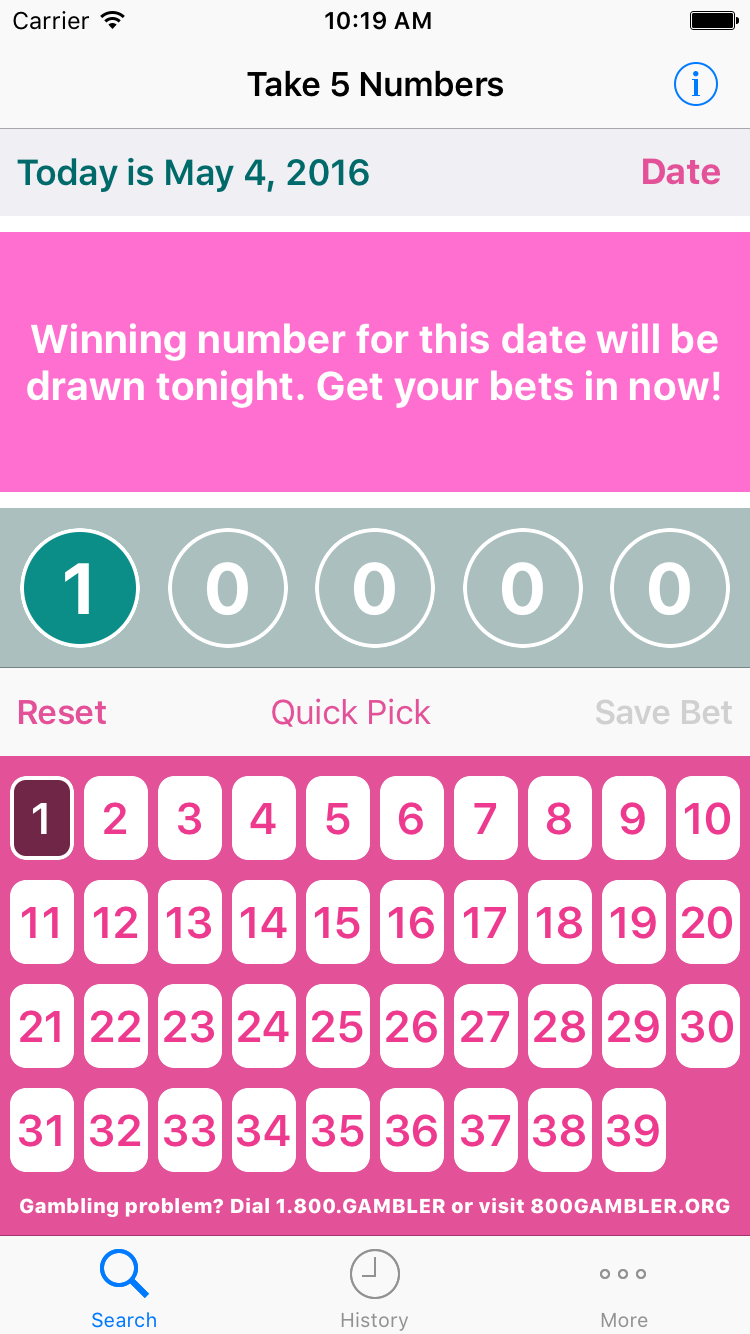 Carrier 10:19 AM
Take 5 Numbers i
Today is May 4, 2016 Date
Winning number for this date will be
drawn tonight. Get your bets in now!
1 0 0 0 0
Reset Quick Pick Save Bet
1 2 3 4 5 6 7 8 9 10
11 12 13 14 15 16 17 18 19 20
21 22 23 24 25 26 27 28 29 30
31 32 33 34 35 36 37 38 39
Gambling problem? Dial 1.800.GAMBLER or visit 800GAMBLER.ORG
Search History More